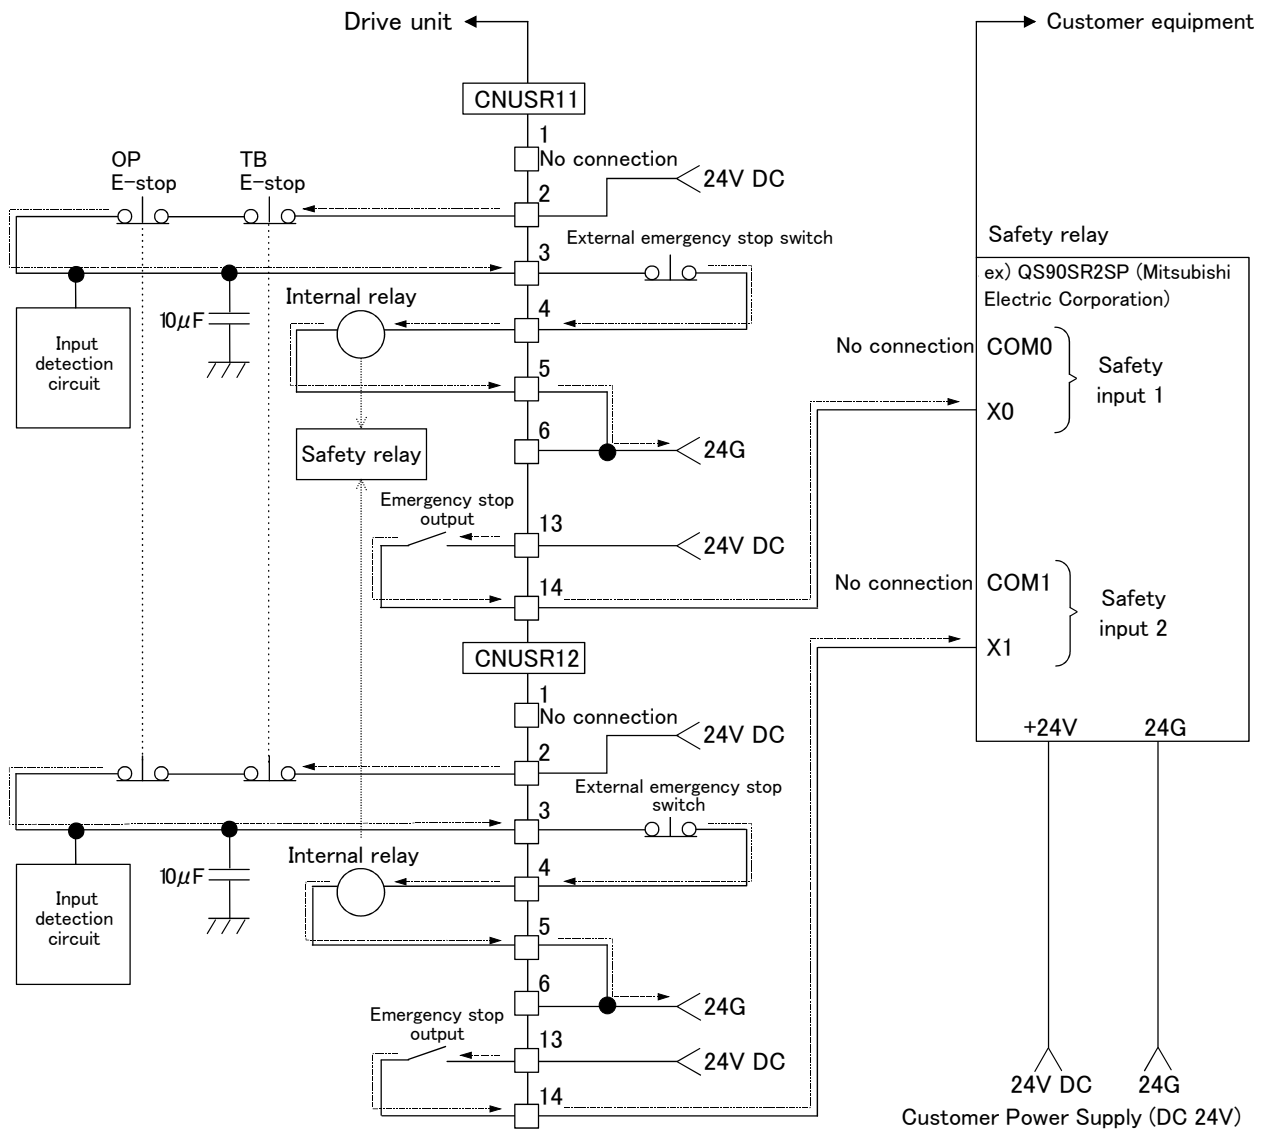 Drive unit
Customer equipment
CNUSR11
1
No connection
OP
E-stop
TB
E-stop
24V DC
2
External emergency stop switch
3
Internal relay
4
10μF
Input
detection
circuit
5
6
24G
Safety relay
Emergency stop
output
13
24V DC
14
Safety relay
ex) QS90SR2SP (Mitsubishi
Electric Corporation)
No connection
COM0
X0
Safety
input 1
No connection
COM1
X1
Safety
input 2
+24V
24G
CNUSR12
1
No connection
24V DC
2
External emergency stop
switch
3
Internal relay
4
10μF
Input
detection
circuit
5
6
24G
Emergency stop
output
13
24V DC
14
24V DC
24G
Customer Power Supply (DC 24V)